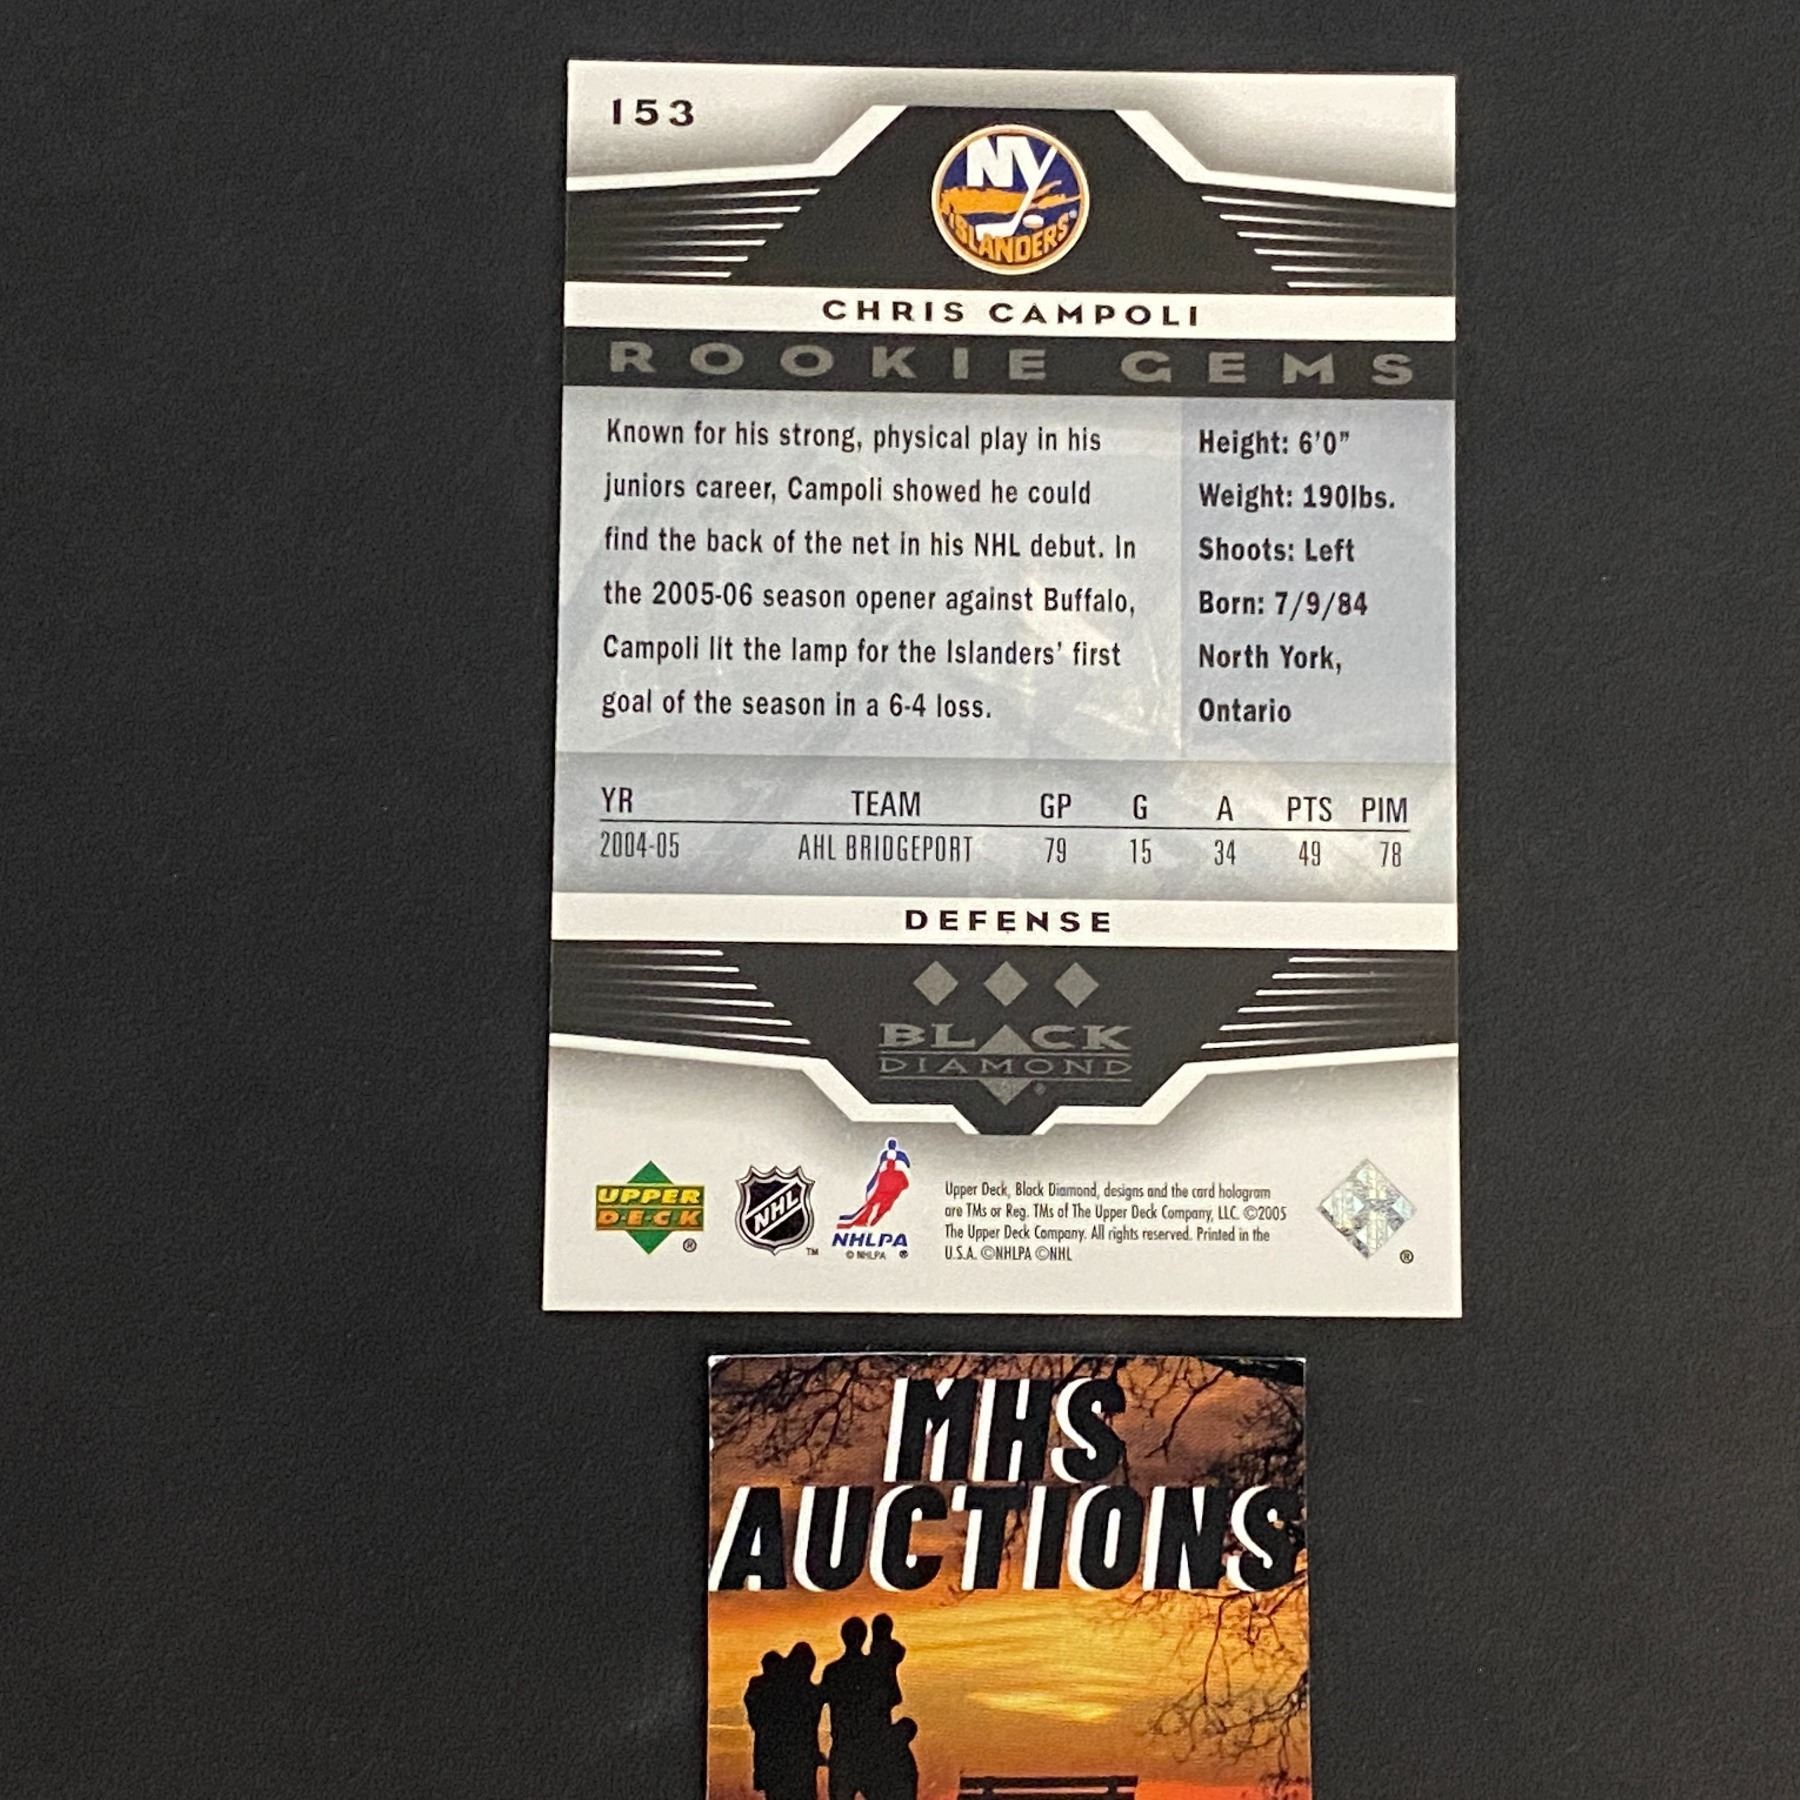 153
NY
ISLANDERS
CHRIS CAMPOLI
ROOKIE GEMS
Known for his strong, physical play in his
juniors career, Campoli showed he could
find the back of the net in his NHL debut. In
the 2005-06 season opener against Buffalo,
Campoli lit the lamp for the Islanders' first
goal of the season in a 6-4 loss.
Height: 6'0"
Weight: 190lbs.
Shoots: Left
Born: 7/9/84
North York,
Ontario
YR TEAM GP G A PTS PIM
2004-05 AHL BRIDGEPORT 79 15 34 49 78
DEFENSE
BLACK
DIAMOND®
UPPER
DECK ®
NHL ™
NHLPA
© NHLPA ®
Upper Deck, Black Diamond, designs and the card hologram
are TMs or Reg. TMs of The Upper Deck Company, LLC. ©2005
The Upper Deck Company. All rights reserved. Printed in the
U.S.A. ©NHLPA ©NHL
®
MHS
AUCTIONS